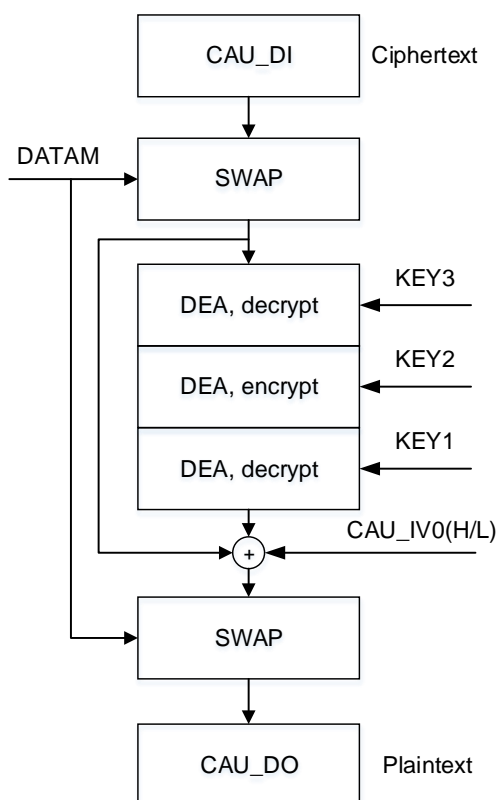 CAU_DI Ciphertext
DATAM
SWAP
KEY3
DEA, decrypt
KEY2
DEA, encrypt
KEY1
DEA, decrypt
CAU_IV0(H/L)
+
SWAP
CAU_DO Plaintext